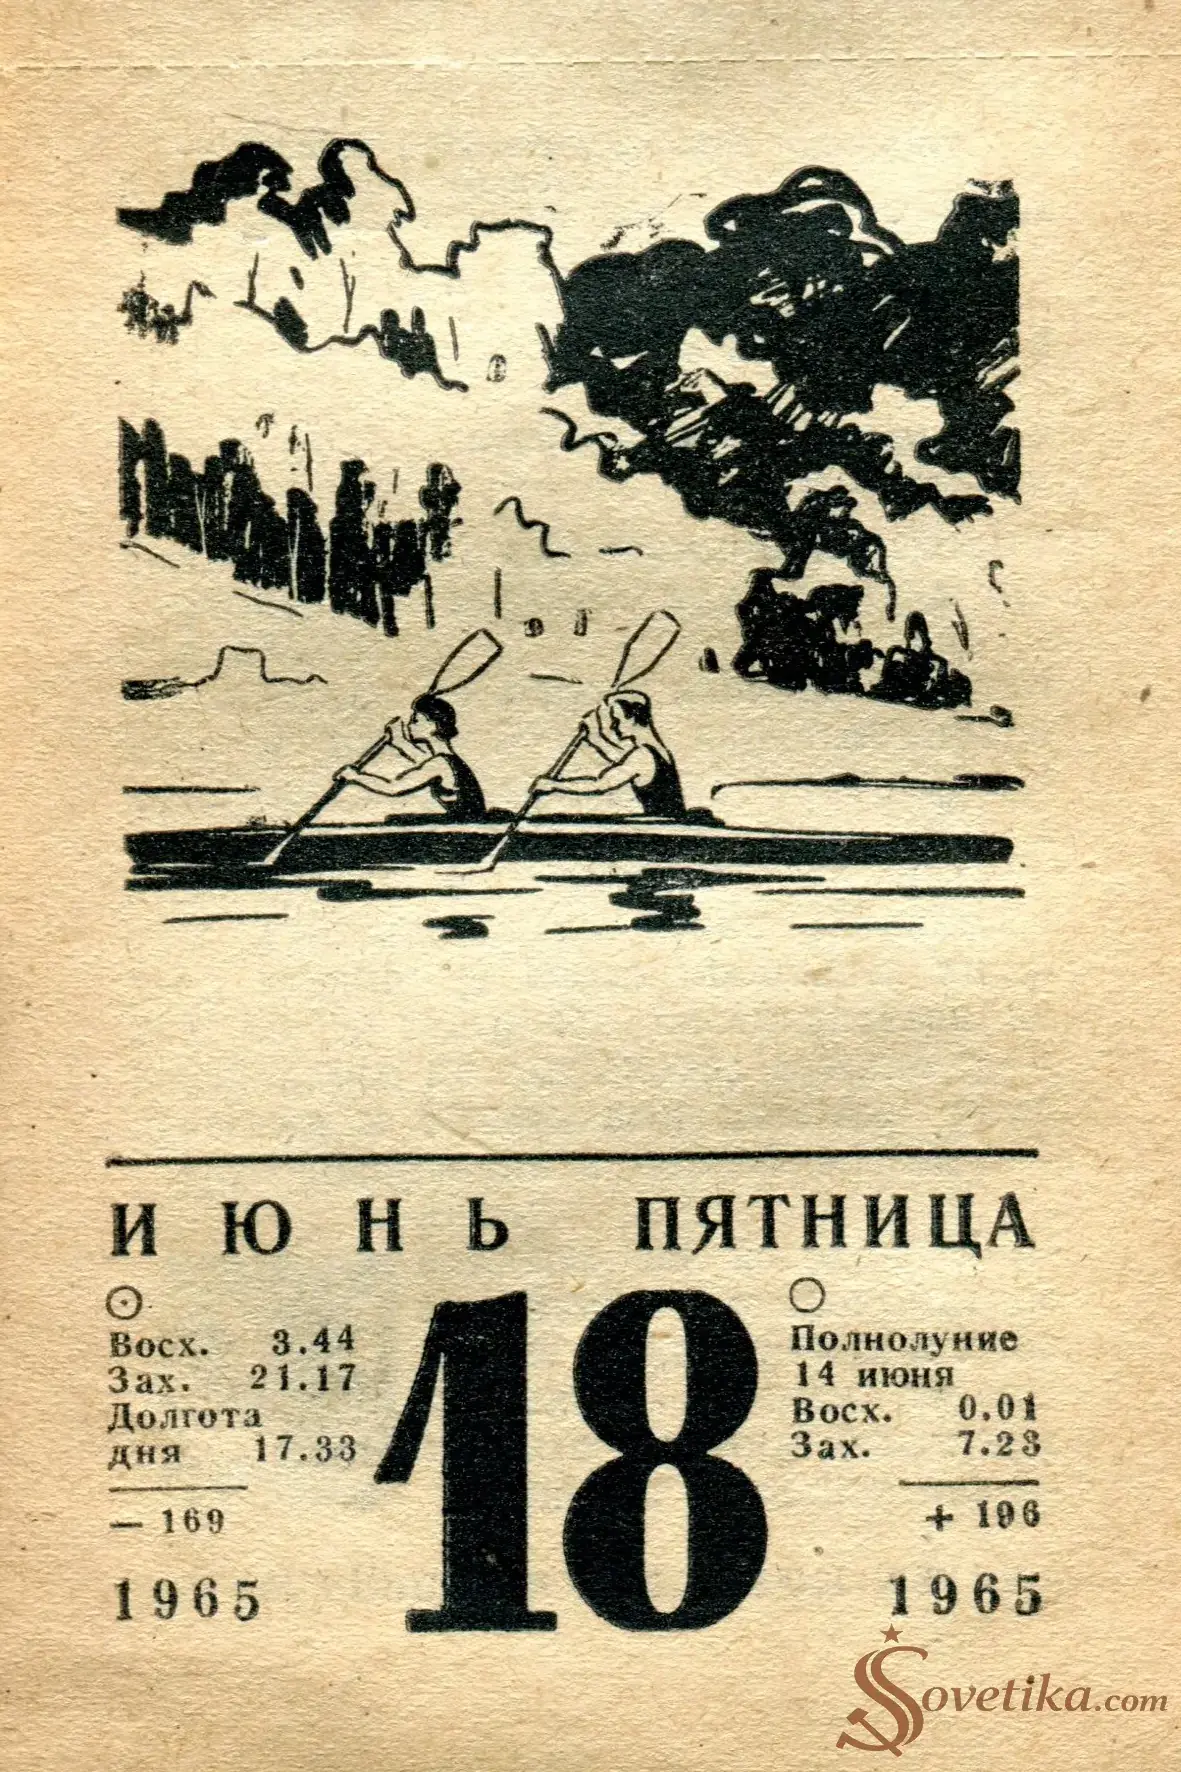 ИЮНЬ ПЯТНИЦА
Восх. 3.44
Зах. 21.17
Долгота
дня 17.33
— 169
1965
18
Полнолуние
14 июня
Восх. 0.01
Зах. 7.23
+ 196
1965
Sovetika.com